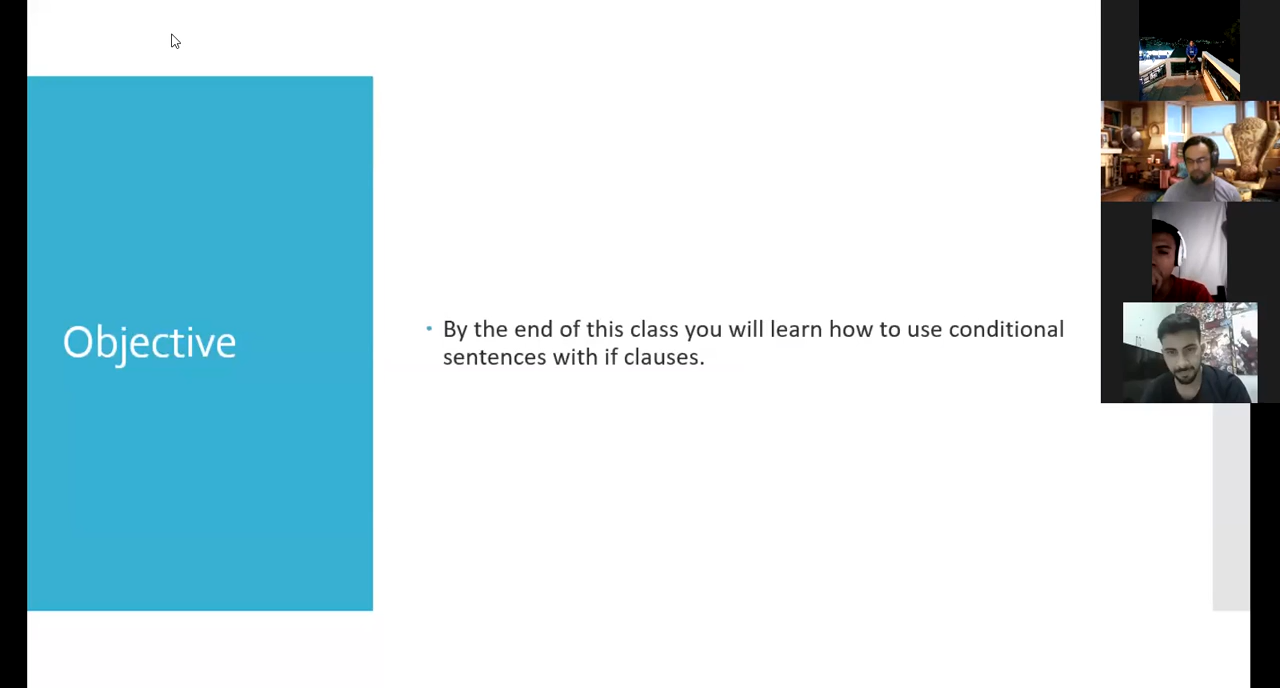 Objective
By the end of this class you will learn how to use conditional
sentences with if clauses.